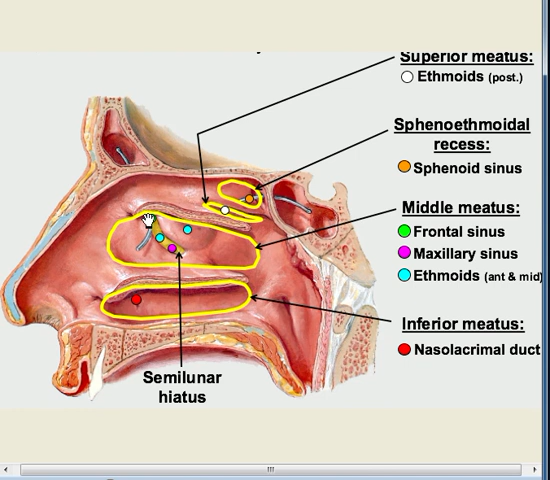 Superior meatus:
Ethmoids (post.)
Sphenoethmoidal
recess:
Sphenoid sinus
Middle meatus:
Frontal sinus
Maxillary sinus
Ethmoids (ant & mid)
Inferior meatus:
Nasolacrimal duct
Semilunar
hiatus